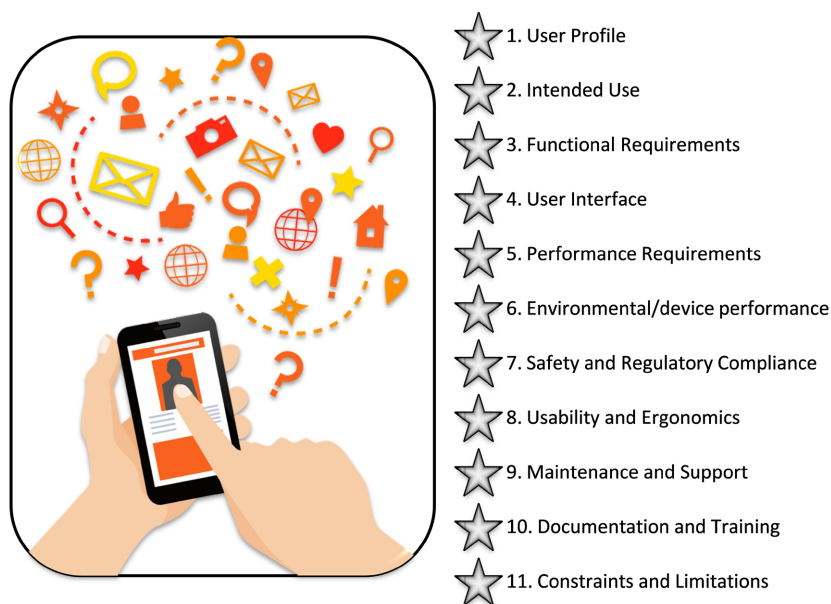 1. User Profile
2. Intended Use
3. Functional Requirements
4. User Interface
5. Performance Requirements
6. Environmental/device performance
7. Safety and Regulatory Compliance
8. Usability and Ergonomics
9. Maintenance and Support
10. Documentation and Training
11. Constraints and Limitations